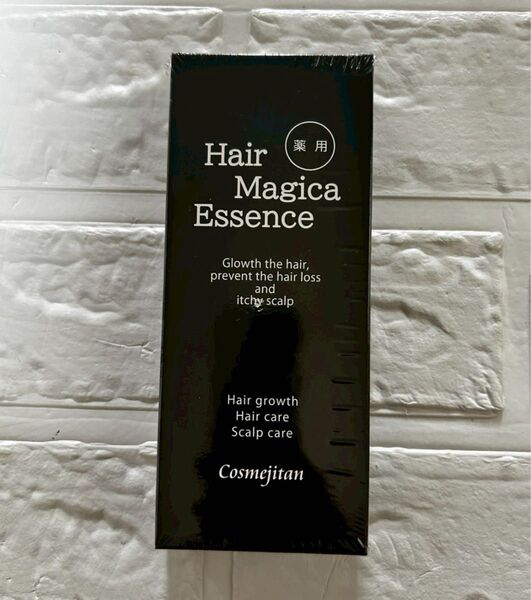 薬用
Hair
Magica
Essence
Glowth the hair,
prevent the hair loss
and
itchy scalp
Hair growth
Hair care
Scalp care
Cosmejitan